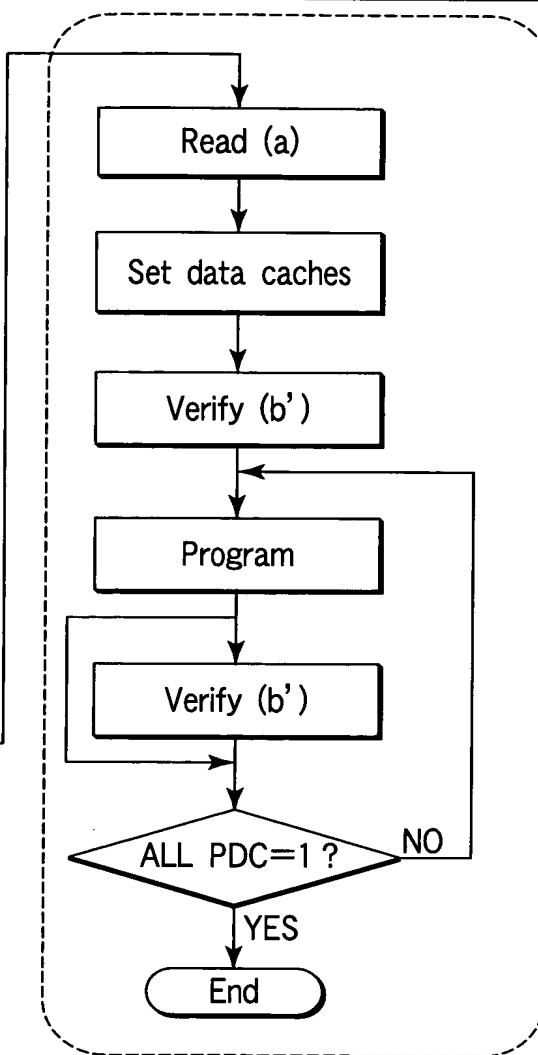 Read (a)
Set data caches
Verify (b')
Program
Verify (b')
ALL PDC=1 ?
NO
YES
End